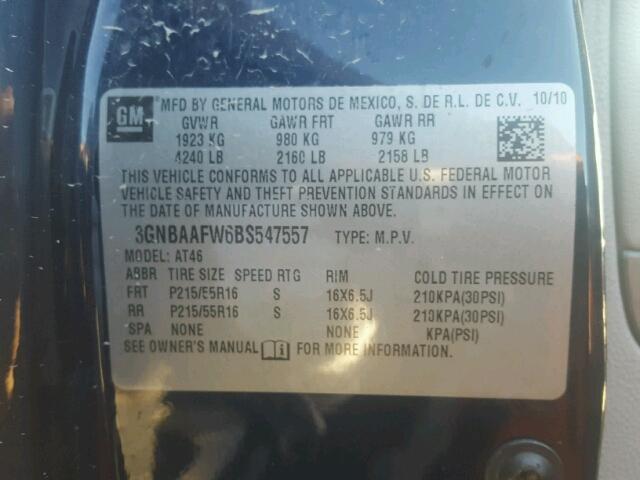 GM
MFD BY GENERAL MOTORS DE MEXICO, S. DE R.L. DE C.V. 10/10
GVWR GAWR FRT GAWR RR
1923 KG 980 KG 979 KG
4240 LB 2160 LB 2158 LB
THIS VEHICLE CONFORMS TO ALL APPLICABLE U.S. FEDERAL MOTOR
VEHICLE SAFETY AND THEFT PREVENTION STANDARDS IN EFFECT ON
THE DATE OF MANUFACTURE SHOWN ABOVE.
3GNBAAFW6BS547557 TYPE: M.P.V.
MODEL: AT46
ABBR TIRE SIZE SPEED RTG RIM COLD TIRE PRESSURE
FRT P215/55R16 S 16X6.5J 210KPA(30PSI)
RR P215/55R16 S 16X6.5J 210KPA(30PSI)
SPA NONE NONE KPA(PSI)
SEE OWNER'S MANUAL i FOR MORE INFORMATION.